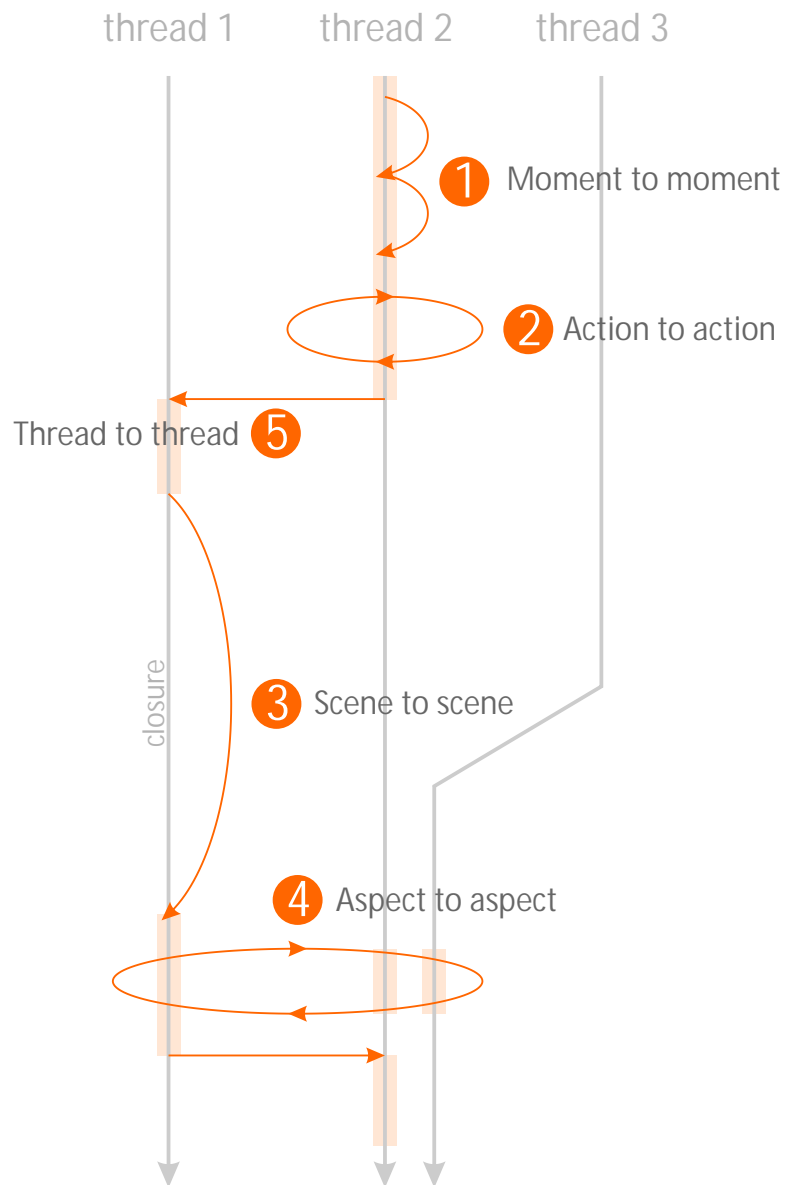 thread 1 thread 2 thread 3
1 Moment to moment
2 Action to action
Thread to thread 5
closure
3 Scene to scene
4 Aspect to aspect